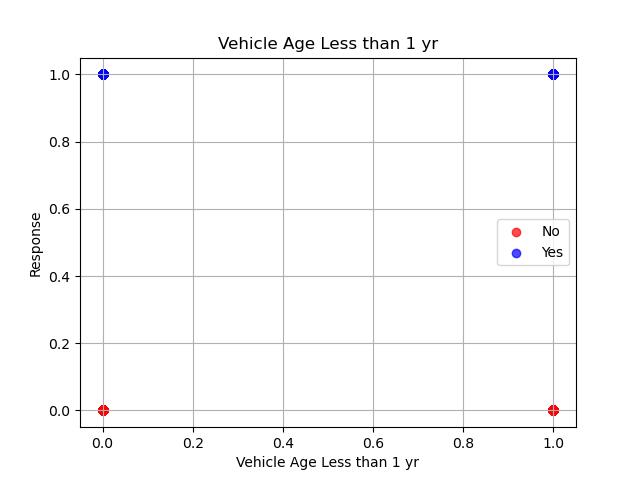 Vehicle Age Less than 1 yr
1.0
0.8
0.6
0.4
0.2
0.0
Response
No
Yes
0.0 0.2 0.4 0.6 0.8 1.0
Vehicle Age Less than 1 yr